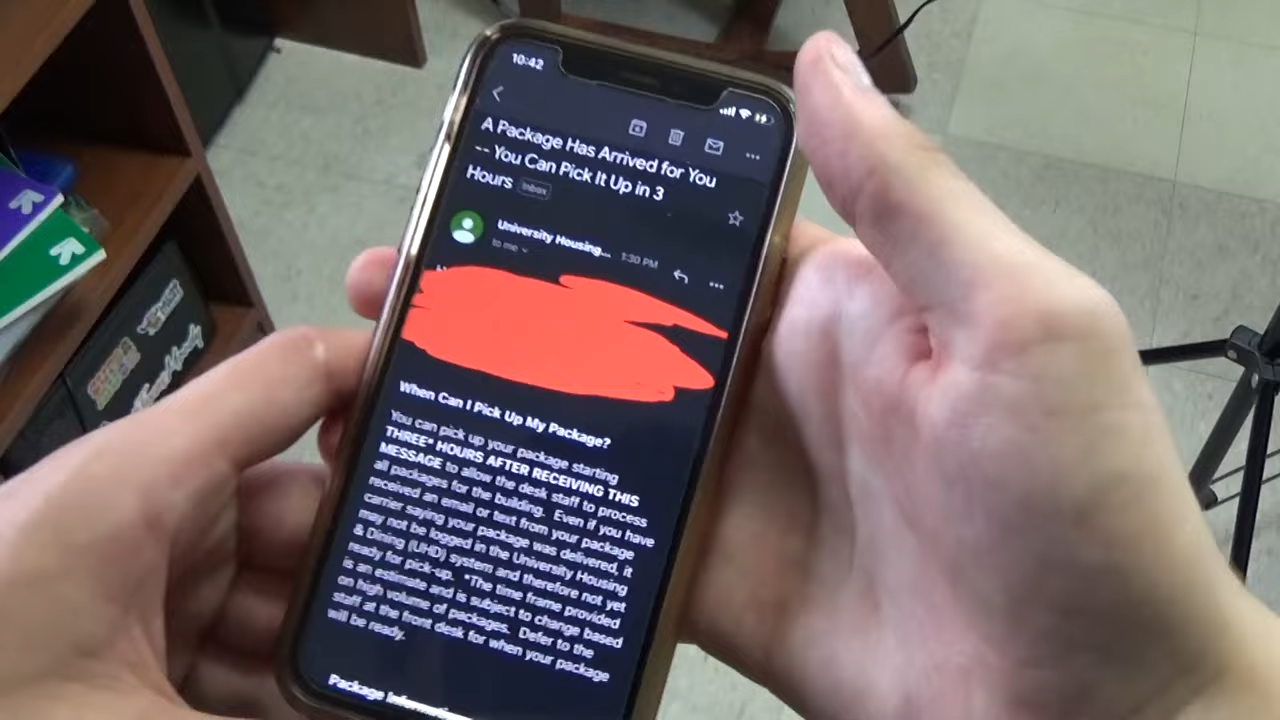 10:42
A Package Has Arrived for You
-- You Can Pick It Up in 3
Hours Inbox
University Housing...
1:30 PM
to me
When Can I Pick Up My Package?
You can pick up your package starting
THREE* HOURS AFTER RECEIVING THIS
MESSAGE to allow the desk staff to process
all packages for the building. Even if you have
received an email or text from your package
carrier saying your package was delivered, it
may not be logged in the University Housing
& Dining (UHD) system and therefore not yet
ready for pick-up. *The time frame provided
is an estimate and is subject to change based
on high volume of packages. Defer to the
staff at the front desk for when your package
will be ready.
Package